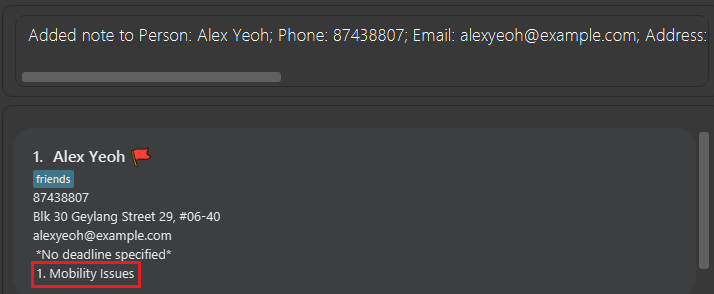 Added note to Person: Alex Yeoh; Phone: 87438807; Email: alexyeoh@example.com; Address:
1. Alex Yeoh
friends
87438807
Blk 30 Geylang Street 29, #06-40
alexyeoh@example.com
*No deadline specified*
1. Mobility Issues